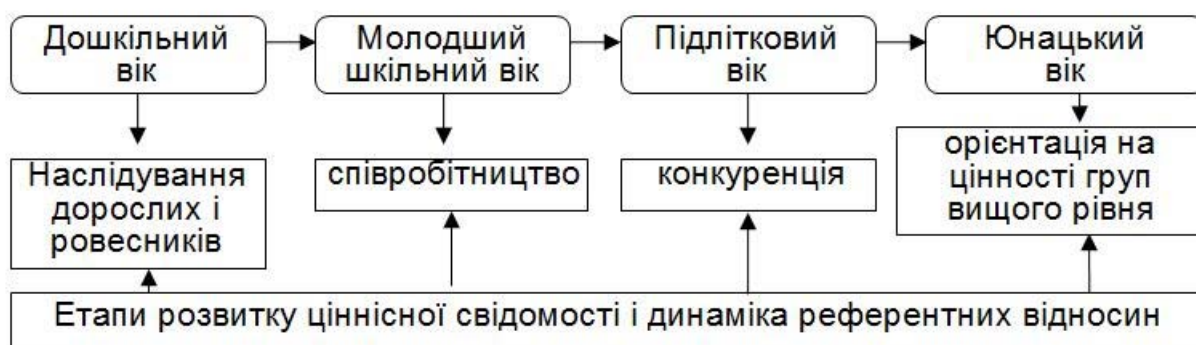 Дошкільний
вік
Молодший
шкільний вік
Підлітковий
вік
Юнацький
вік
Наслідування
дорослих і
ровесників
співробітництво
конкуренція
орієнтація на
цінності груп
вищого рівня
Етапи розвитку ціннісної свідомості і динаміка референтних відносин